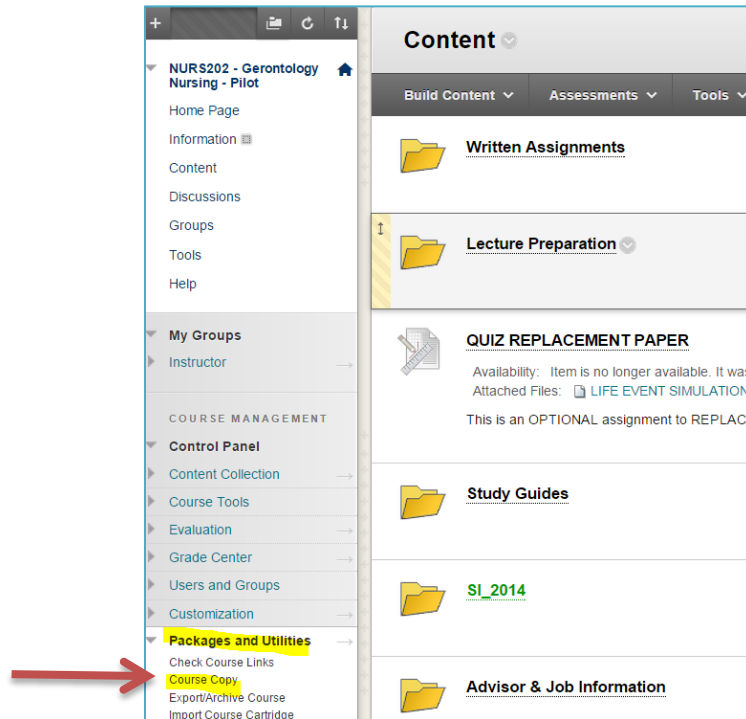 NURS202 - Gerontology
Nursing - Pilot
Home Page
Information
Content
Discussions
Groups
Tools
Help
My Groups
Instructor
COURSE MANAGEMENT
Control Panel
Content Collection
Course Tools
Evaluation
Grade Center
Users and Groups
Customization
Packages and Utilities
Check Course Links
Course Copy
Export/Archive Course
Import Course Cartridge
Content
Build Content Assessments Tools
Written Assignments
Lecture Preparation
QUIZ REPLACEMENT PAPER
Availability: Item is no longer available. It was
Attached Files: LIFE EVENT SIMULATION
This is an OPTIONAL assignment to REPLAC
Study Guides
SI_2014
Advisor & Job Information